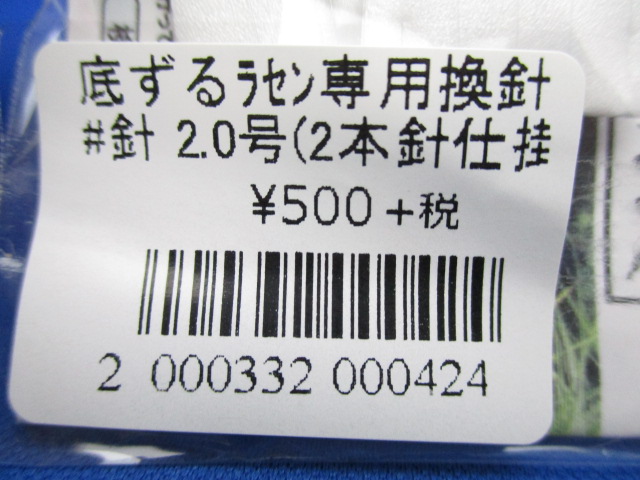 底ずるﾗｾﾝ専用換針
#針 2.0号(2本針仕掛
¥500 +税
2 000332 000424